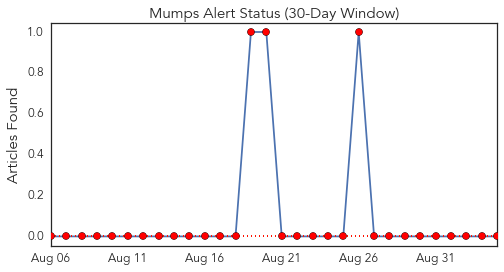 Mumps Alert Status (30-Day Window)
Articles Found
1.0
0.8
0.6
0.4
0.2
0.0
Aug 06 Aug 11 Aug 16 Aug 21 Aug 26 Aug 31